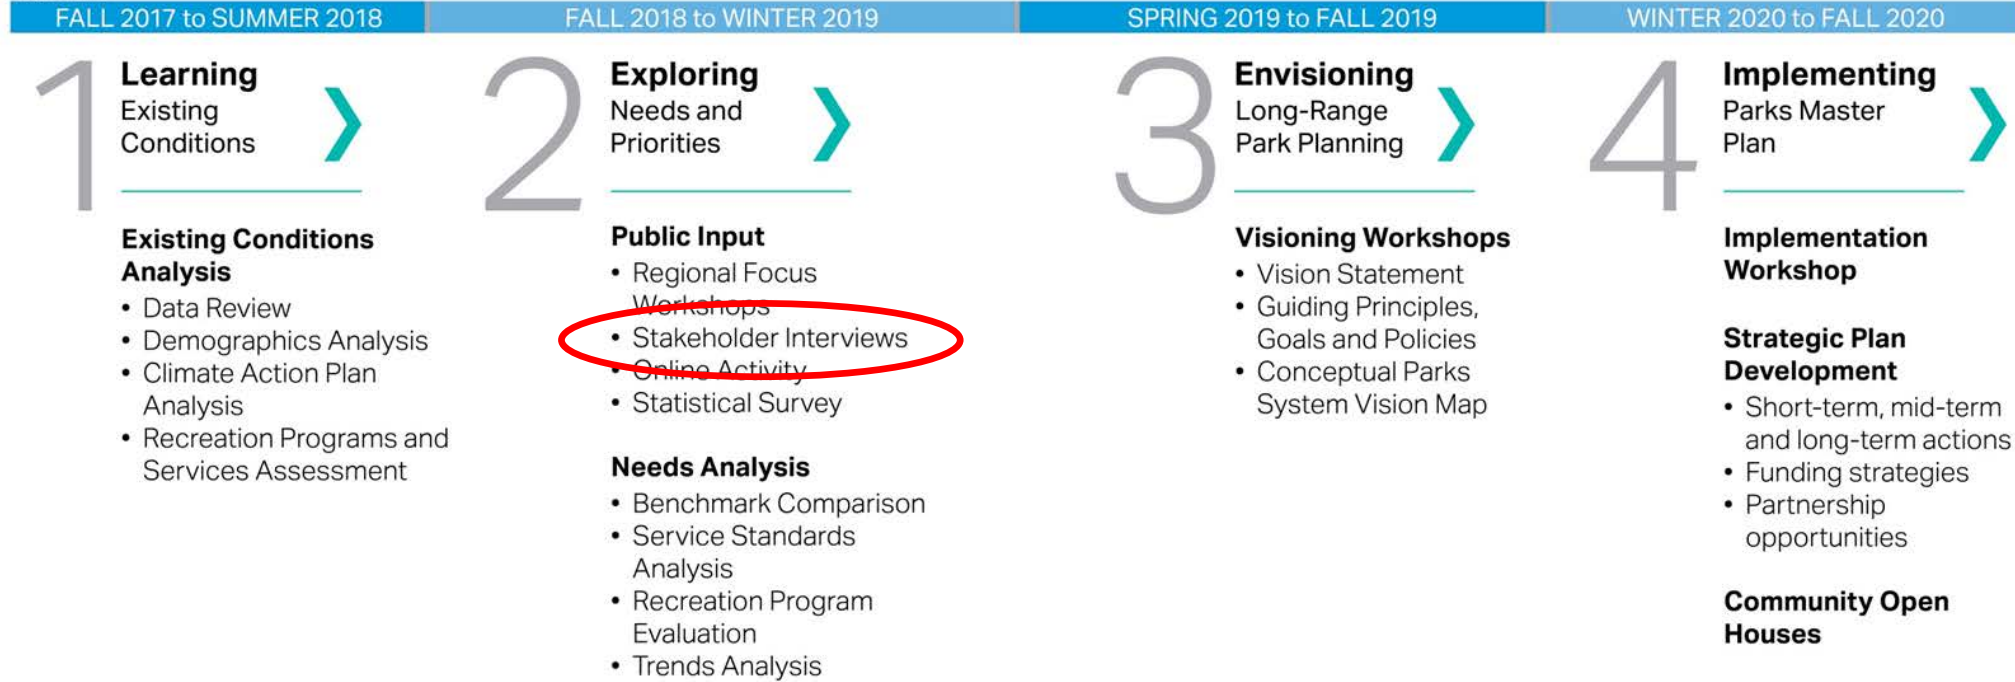 FALL 2017 to SUMMER 2018
FALL 2018 to WINTER 2019
SPRING 2019 to FALL 2019
WINTER 2020 to FALL 2020
1
Learning
Existing
Conditions
Existing Conditions
Analysis
• Data Review
• Demographics Analysis
• Climate Action Plan
Analysis
• Recreation Programs and
Services Assessment
2
Exploring
Needs and
Priorities
Public Input
• Regional Focus
Workshops
• Stakeholder Interviews
• Online Activity
• Statistical Survey
Needs Analysis
• Benchmark Comparison
• Service Standards
Analysis
• Recreation Program
Evaluation
• Trends Analysis
3
Envisioning
Long-Range
Park Planning
Visioning Workshops
• Vision Statement
• Guiding Principles,
Goals and Policies
• Conceptual Parks
System Vision Map
4
Implementing
Parks Master
Plan
Implementation
Workshop
Strategic Plan
Development
• Short-term, mid-term
and long-term actions
• Funding strategies
• Partnership
opportunities
Community Open
Houses